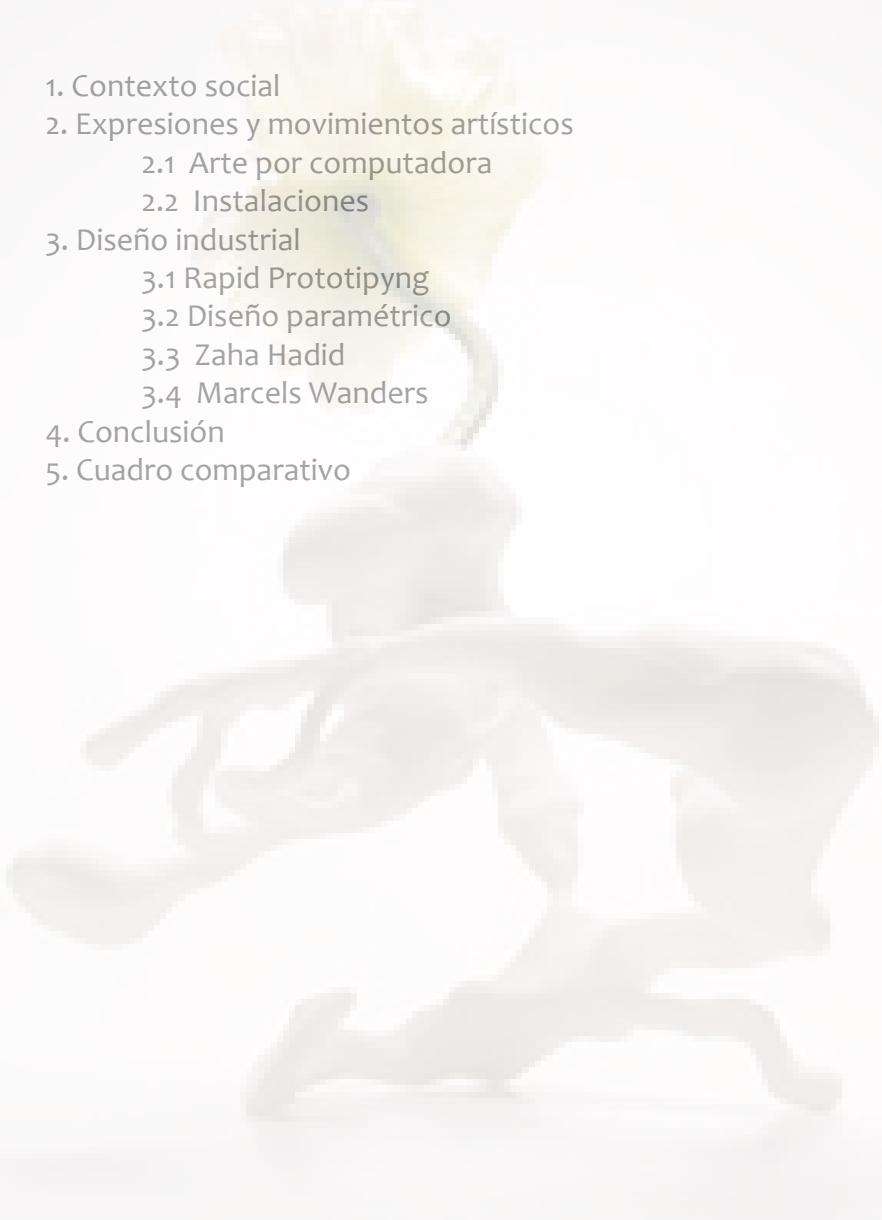 1. Contexto social
2. Expresiones y movimientos artísticos
2.1 Arte por computadora
2.2 Instalaciones
3. Diseño industrial
3.1 Rapid Prototipyng
3.2 Diseño paramétrico
3.3 Zaha Hadid
3.4 Marcels Wanders
4. Conclusión
5. Cuadro comparativo